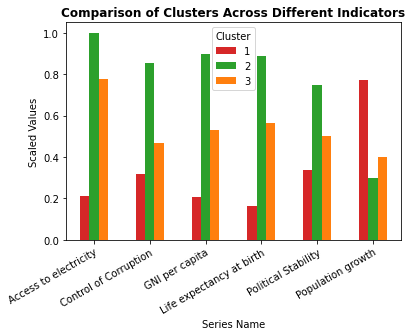 Comparison of Clusters Across Different Indicators
Cluster
1
2
3
Scaled Values
1.0
0.8
0.6
0.4
0.2
0.0
Access to electricity
Control of Corruption
GNI per capita
Life expectancy at birth
Political Stability
Population growth
Series Name